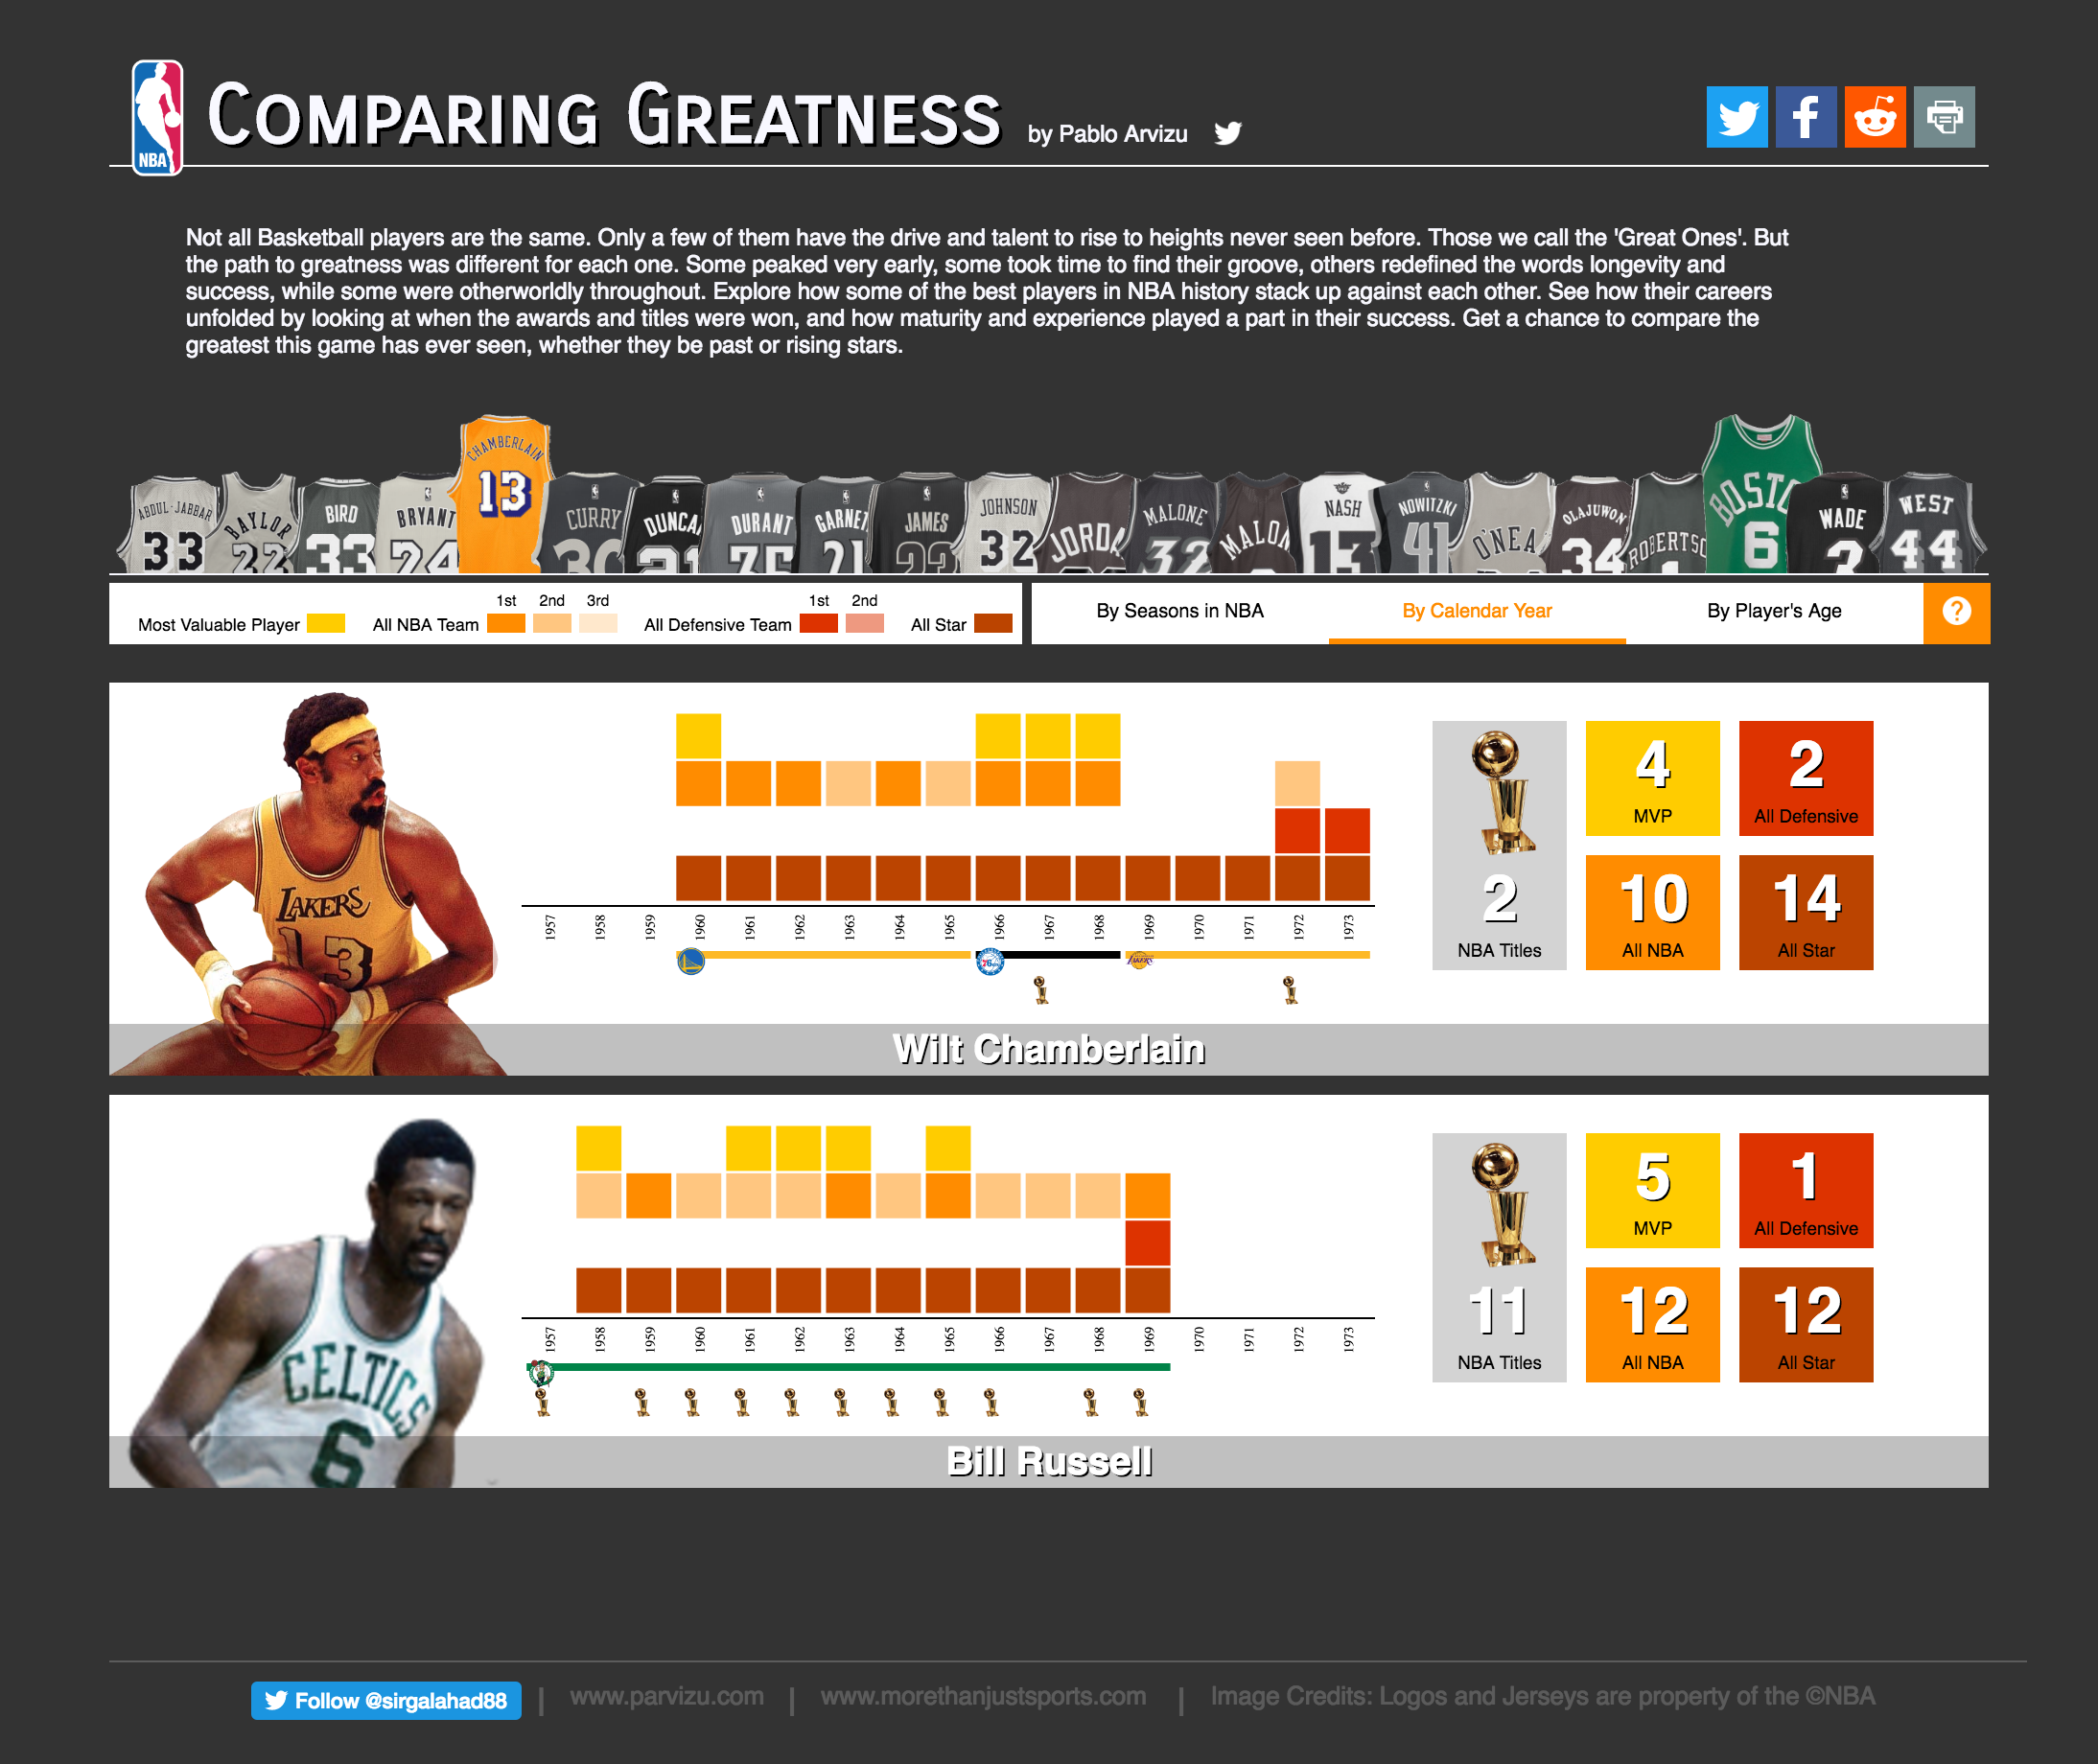 NBA
COMPARING GREATNESS by Pablo Arvizu
Not all Basketball players are the same. Only a few of them have the drive and talent to rise to heights never seen before. Those we call the 'Great Ones'. But
the path to greatness was different for each one. Some peaked very early, some took time to find their groove, others redefined the words longevity and
success, while some were otherworldly throughout. Explore how some of the best players in NBA history stack up against each other. See how their careers
unfolded by looking at when the awards and titles were won, and how maturity and experience played a part in their success. Get a chance to compare the
greatest this game has ever seen, whether they be past or rising stars.
ABDUL-JABBAR 33
BAYLOR 22
BIRD 33
BRYANT 24
CHAMBERLAIN 13
CURRY 30
DUNCA 21
DURANT 35
GARNET 21
JAMES 23
JOHNSON 32
JORDA
MALONE 32
MALON
NASH 13
NOWITZKI 41
O'NEA
OLAJUWON 34
ROBERTSO 1
BOSTO 6
WADE 3
WEST 44
1st 2nd 3rd 1st 2nd
Most Valuable Player All NBA Team All Defensive Team All Star
By Seasons in NBA By Calendar Year By Player's Age ?
LAKERS
13
4 MVP
2 All Defensive
2 NBA Titles
10 All NBA
14 All Star
1957 1958 1959 1960 1961 1962 1963 1964 1965 1966 1967 1968 1969 1970 1971 1972 1973
Wilt Chamberlain
CELTICS
6
5 MVP
1 All Defensive
11 NBA Titles
12 All NBA
12 All Star
1957 1958 1959 1960 1961 1962 1963 1964 1965 1966 1967 1968 1969 1970 1971 1972 1973
Bill Russell
Follow @sirgalahad88 | www.parvizu.com | www.morethanjustsports.com | Image Credits: Logos and Jerseys are property of the ©NBA